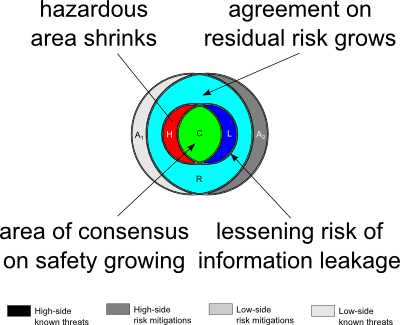 hazardous
area shrinks
agreement on
residual risk grows
A1
H
C
L
A2
R
area of consensus
on safety growing
lessening risk of
information leakage
High-side
known threats
High-side
risk mitigations
Low-side
risk mitigations
Low-side
known threats